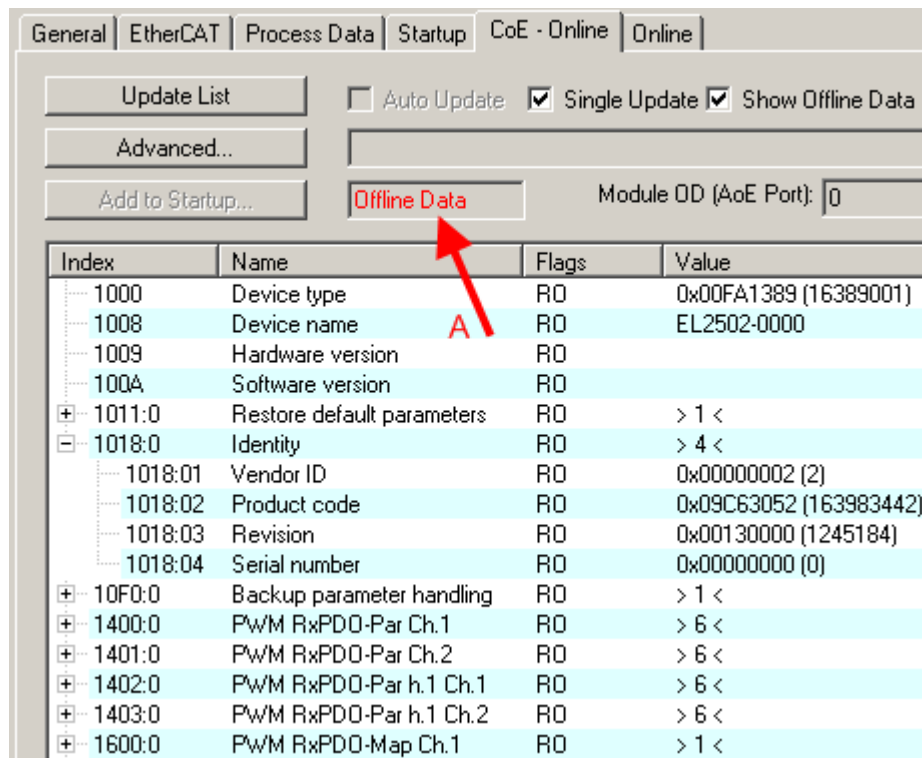 General EtherCAT Process Data Startup CoE - Online Online
Update List Auto Update Single Update Show Offline Data
Advanced...
Add to Startup... Offline Data Module OD (AoE Port): 0
Index Name Flags Value
1000 Device type RO 0x00FA1389 (16389001)
1008 Device name RO EL2502-0000
A
1009 Hardware version RO
100A Software version RO
1011:0 Restore default parameters RO > 1 <
1018:0 Identity RO > 4 <
1018:01 Vendor ID RO 0x00000002 (2)
1018:02 Product code RO 0x09C63052 (163983442)
1018:03 Revision RO 0x00130000 (1245184)
1018:04 Serial number RO 0x00000000 (0)
10F0:0 Backup parameter handling RO > 1 <
1400:0 PWM RxPDO-Par Ch.1 RO > 6 <
1401:0 PWM RxPDO-Par Ch.2 RO > 6 <
1402:0 PWM RxPDO-Par h.1 Ch.1 RO > 6 <
1403:0 PWM RxPDO-Par h.1 Ch.2 RO > 6 <
1600:0 PWM RxPDO-Map Ch.1 RO > 1 <